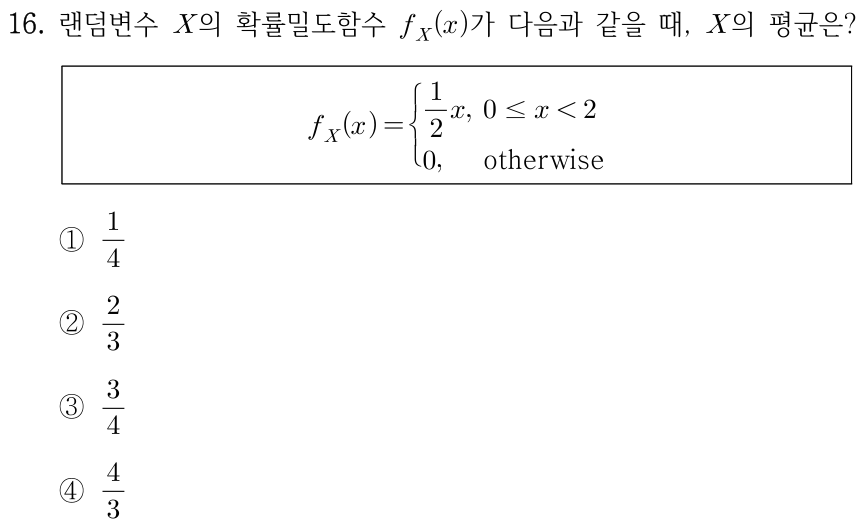 16. 랜덤변수 X의 확률밀도함수 f_X(x)가 다음과 같을 때, X의 평균은?
f_X(x) = { 1/2 x, 0 ≤ x < 2
0, otherwise
① 1/4
② 2/3
③ 3/4
④ 4/3